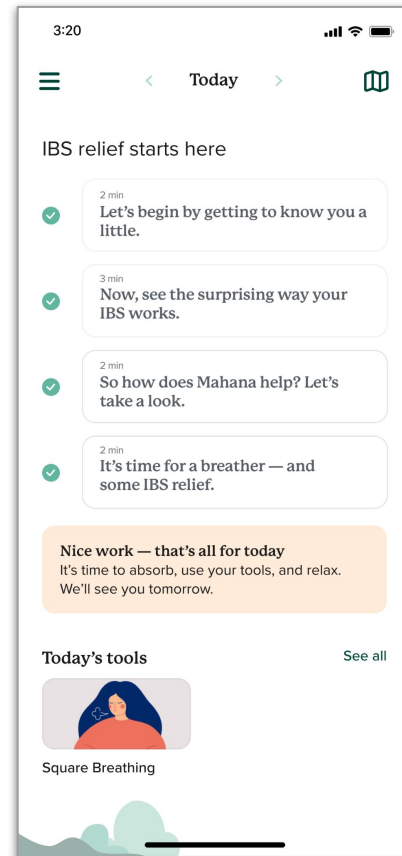 3:20
Today
IBS relief starts here
2 min
Let’s begin by getting to know you a
little.
3 min
Now, see the surprising way your
IBS works.
2 min
So how does Mahana help? Let’s
take a look.
2 min
It’s time for a breather — and
some IBS relief.
Nice work — that’s all for today
It’s time to absorb, use your tools, and relax.
We’ll see you tomorrow.
Today’s tools
See all
Square Breathing